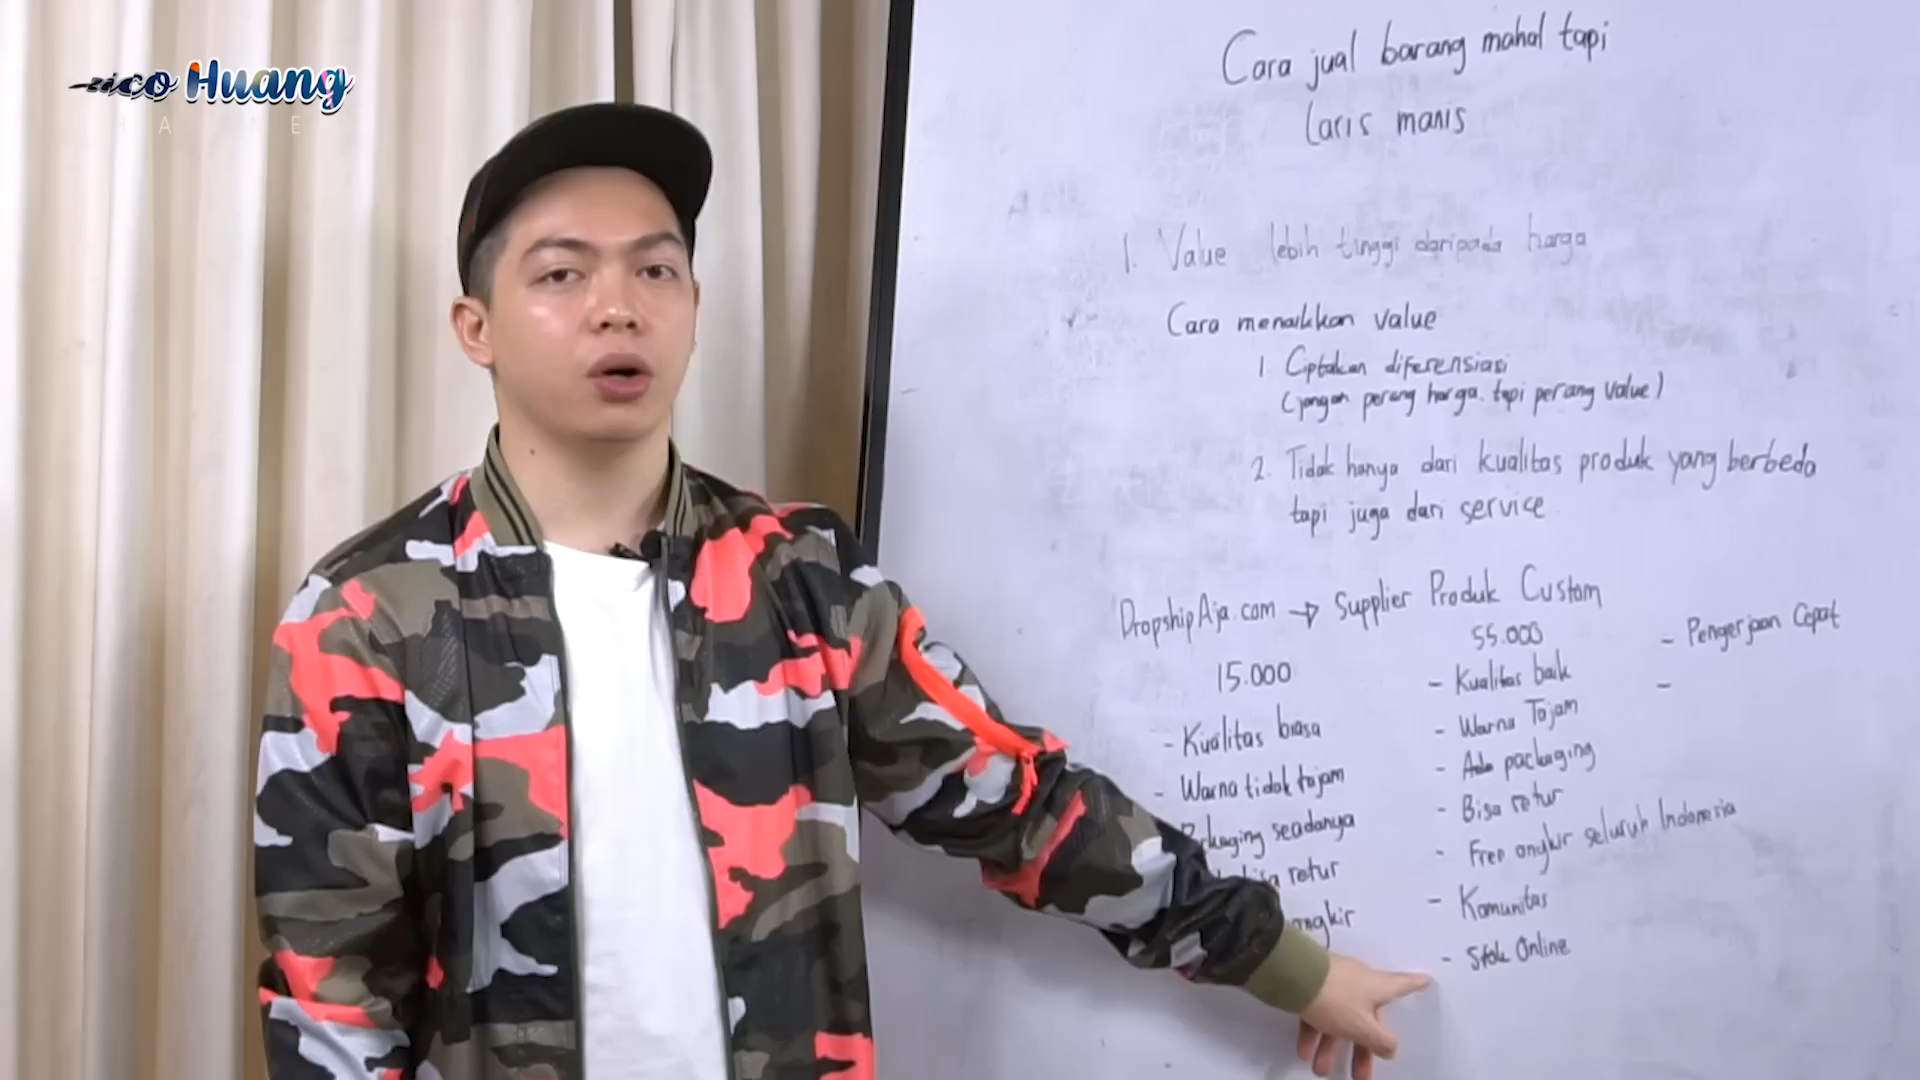 Rico Huang
Cara jual barang mahal tapi
laris manis
1. Value lebih tinggi daripada harga
Cara menaikkan value
1. Ciptakan diferensiasi
(jangan perang harga. tapi perang value)
2. Tidak hanya dari kualitas produk yang berbeda
tapi juga dari service
DropshipAja.com → Supplier Produk Custom
15.000
- Kualitas biasa
- Warna tidak tajam
Packaging seadanya
bisa retur
ongkir
55.000
- Kualitas baik
- Warna Tajam
- Ada packaging
- Bisa retur
- Free ongkir seluruh Indonesia
- Komunitas
- Stok Online
- Pengerjaan Cepat
-